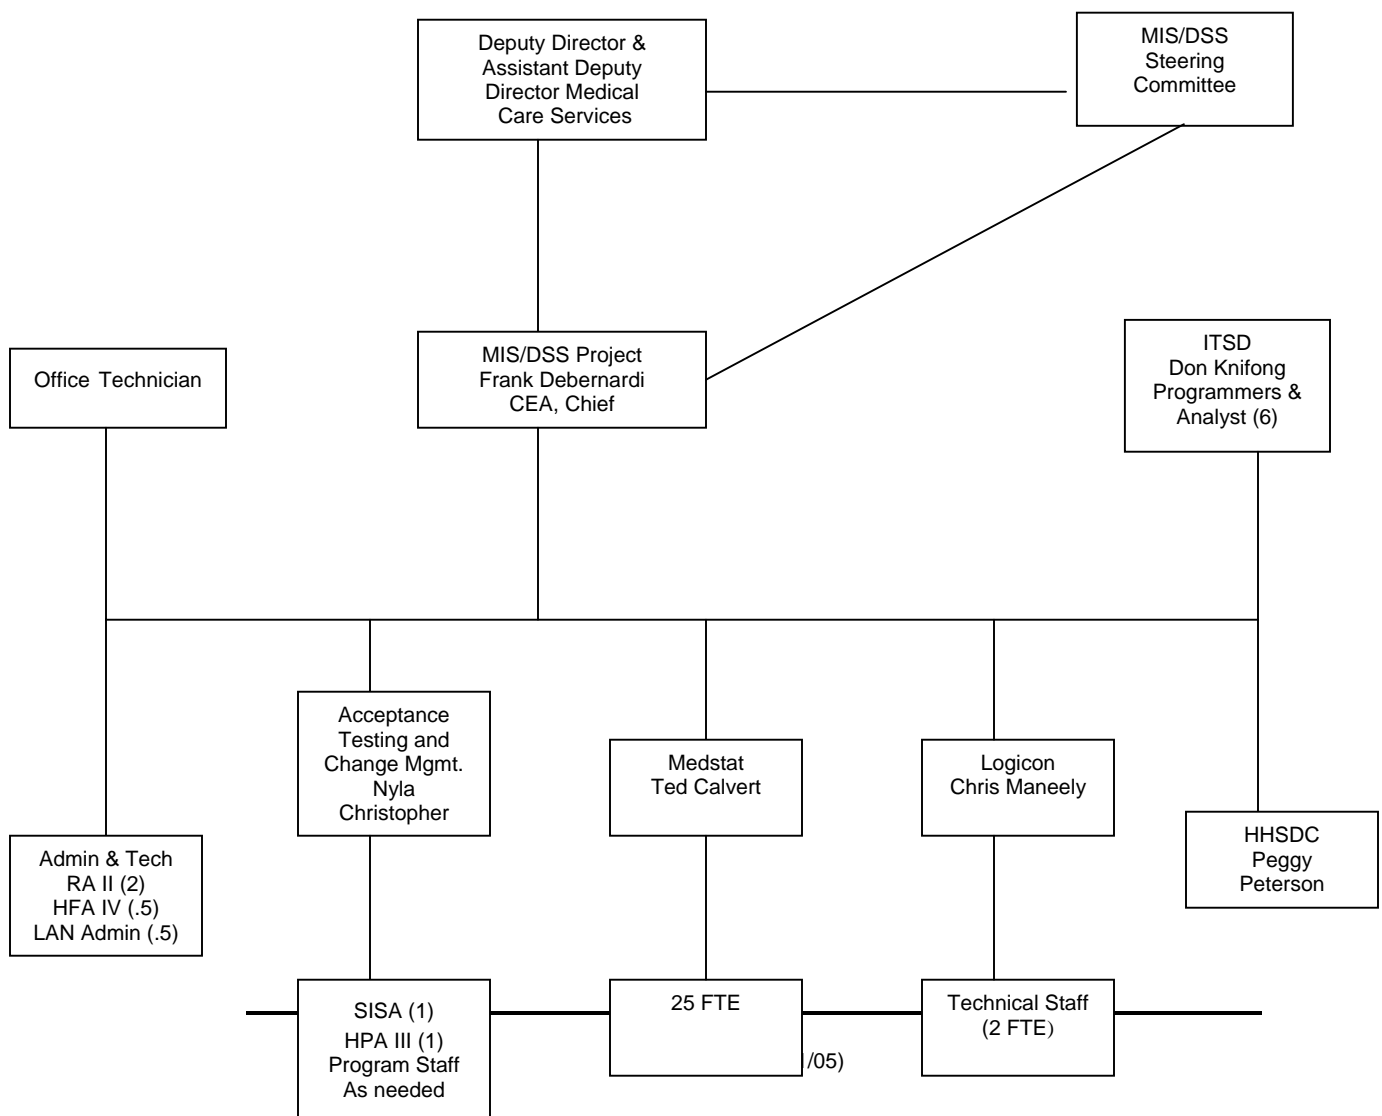 Deputy Director &
Assistant Deputy
Director Medical
Care Services
MIS/DSS
Steering
Committee
MIS/DSS Project
Frank Debernardi
CEA, Chief
Office Technician
ITSD
Don Knifong
Programmers &
Analyst (6)
Acceptance
Testing and
Change Mgmt.
Nyla
Christopher
Medstat
Ted Calvert
Logicon
Chris Maneely
Admin & Tech
RA II (2)
HFA IV (.5)
LAN Admin (.5)
HHSDC
Peggy
Peterson
SISA (1)
HPA III (1)
Program Staff
As needed
25 FTE
Technical Staff
(2 FTE)
/05)